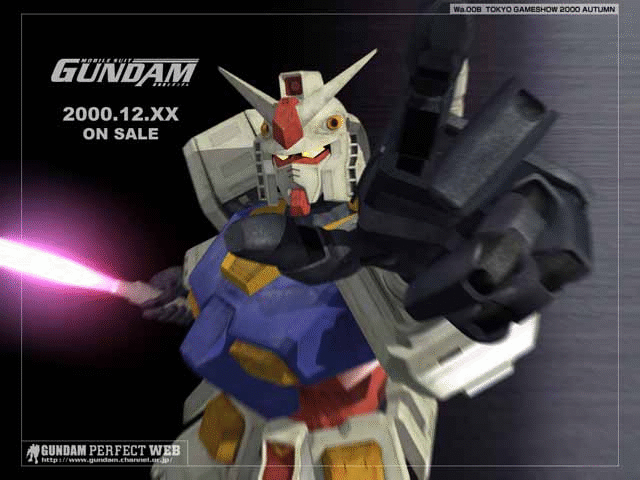 Wa.008 TOKYO GAMESHOW 2000 AUTUMN
MOBILE SUIT
GUNDAM
2000.12.XX
ON SALE
GUNDAM PERFECT WEB
http://www.gundam.channel.or.jp/